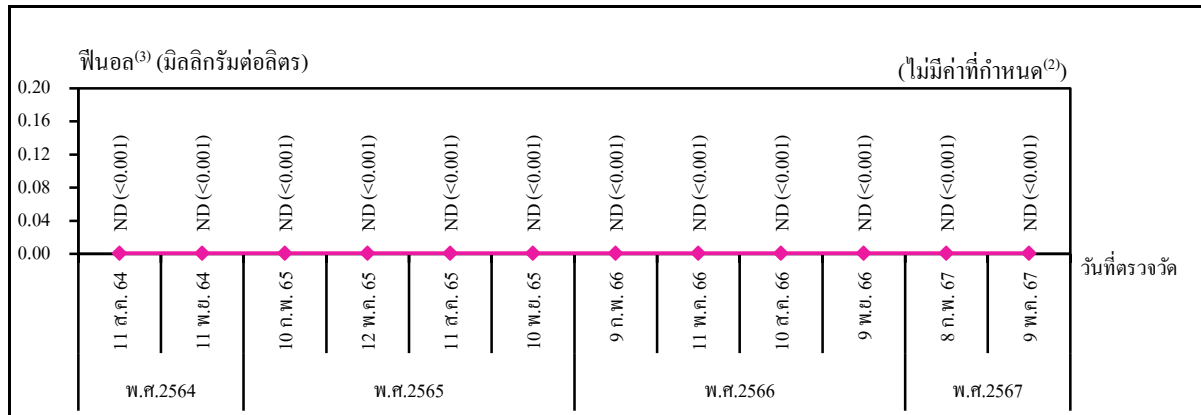 ฟีนอล⁽³⁾ (มิลลิกรัมต่อลิตร)
(ไม่มีค่าที่กำหนด⁽²⁾)
0.20
0.16
0.12
0.08
0.04
0.00
ND (<0.001)
ND (<0.001)
ND (<0.001)
ND (<0.001)
ND (<0.001)
ND (<0.001)
ND (<0.001)
ND (<0.001)
ND (<0.001)
ND (<0.001)
ND (<0.001)
ND (<0.001)
วันที่ตรวจวัด
11 ส.ค. 64
11 พ.ย. 64
10 ก.พ. 65
12 พ.ค. 65
11 ส.ค. 65
10 พ.ย. 65
9 ก.พ. 66
11 พ.ค. 66
10 ส.ค. 66
9 พ.ย. 66
8 ก.พ. 67
9 พ.ค. 67
พ.ศ.2564
พ.ศ.2565
พ.ศ.2566
พ.ศ.2567